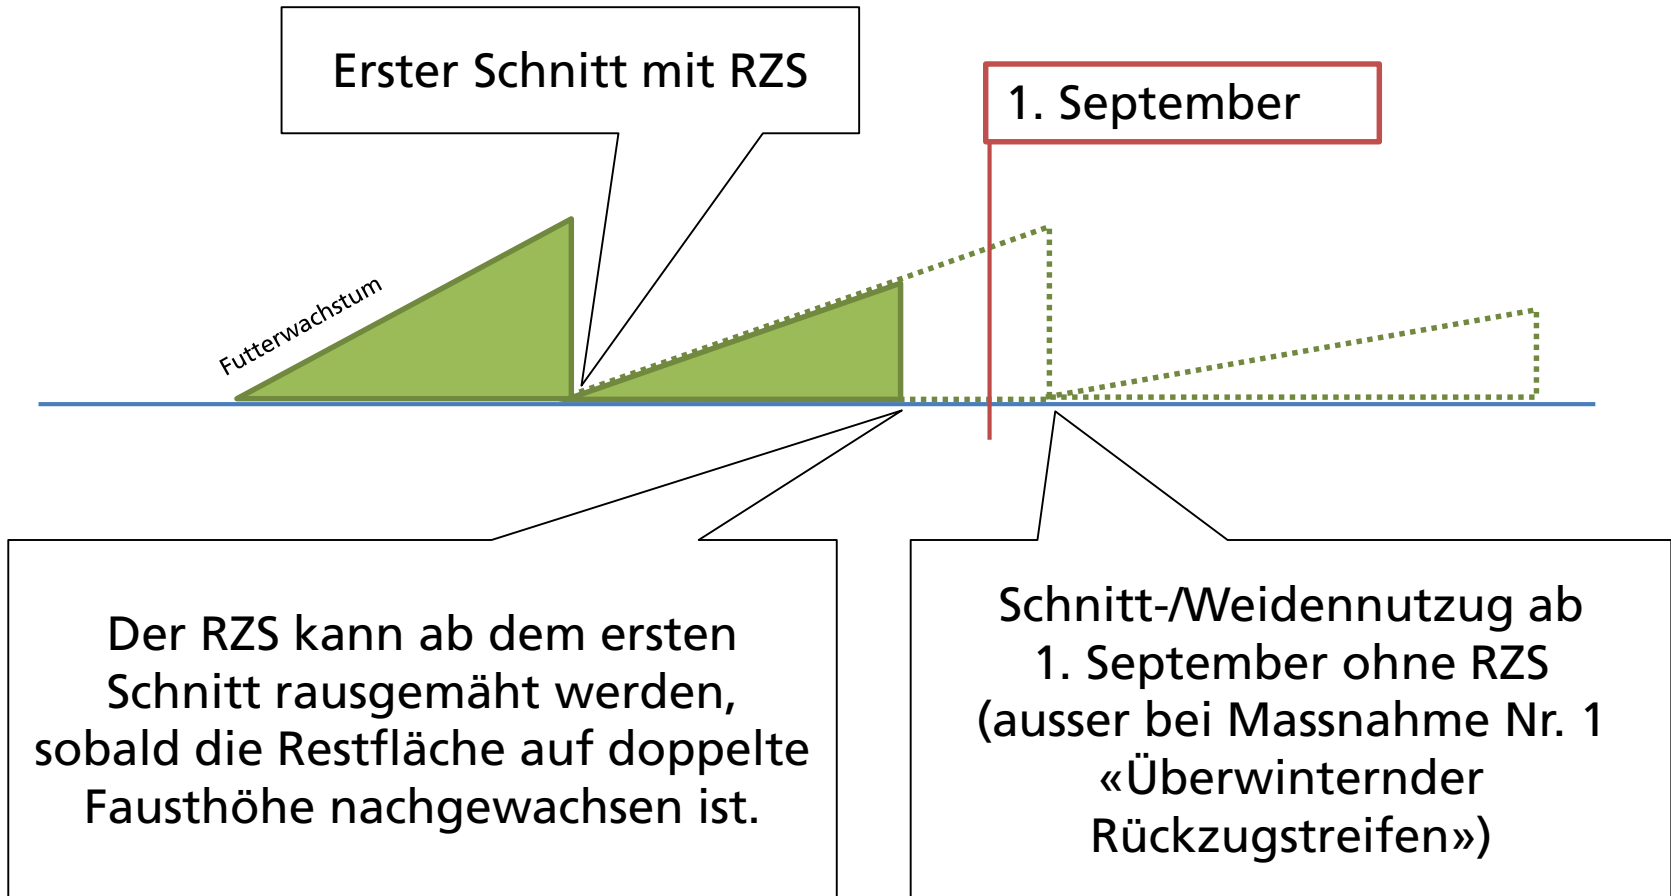 Erster Schnitt mit RZS
1. September
Futterwachstum
Der RZS kann ab dem ersten
Schnitt rausgemäht werden,
sobald die Restfläche auf doppelte
Fausthöhe nachgewachsen ist.
Schnitt-/Weidennutzug ab
1. September ohne RZS
(ausser bei Massnahme Nr. 1
«Überwinternder
Rückzugstreifen»)